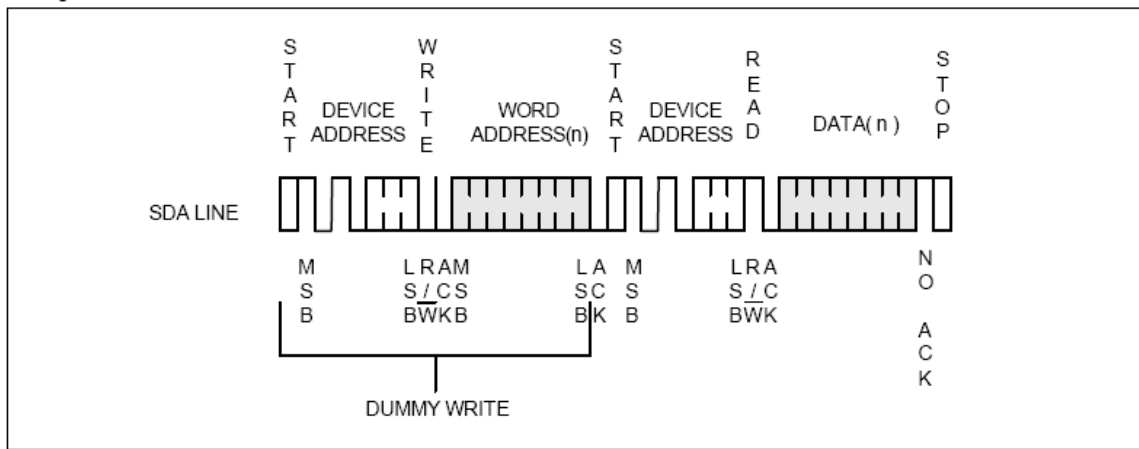 START
DEVICE
ADDRESS
WRITE
WORD
ADDRESS(n)
START
DEVICE
ADDRESS
READ
DATA( n )
STOP
SDA LINE
MSB
LSB
R/W
ACK
MSB
LSB
ACK
MSB
LSB
R/W
ACK
NO ACK
DUMMY WRITE